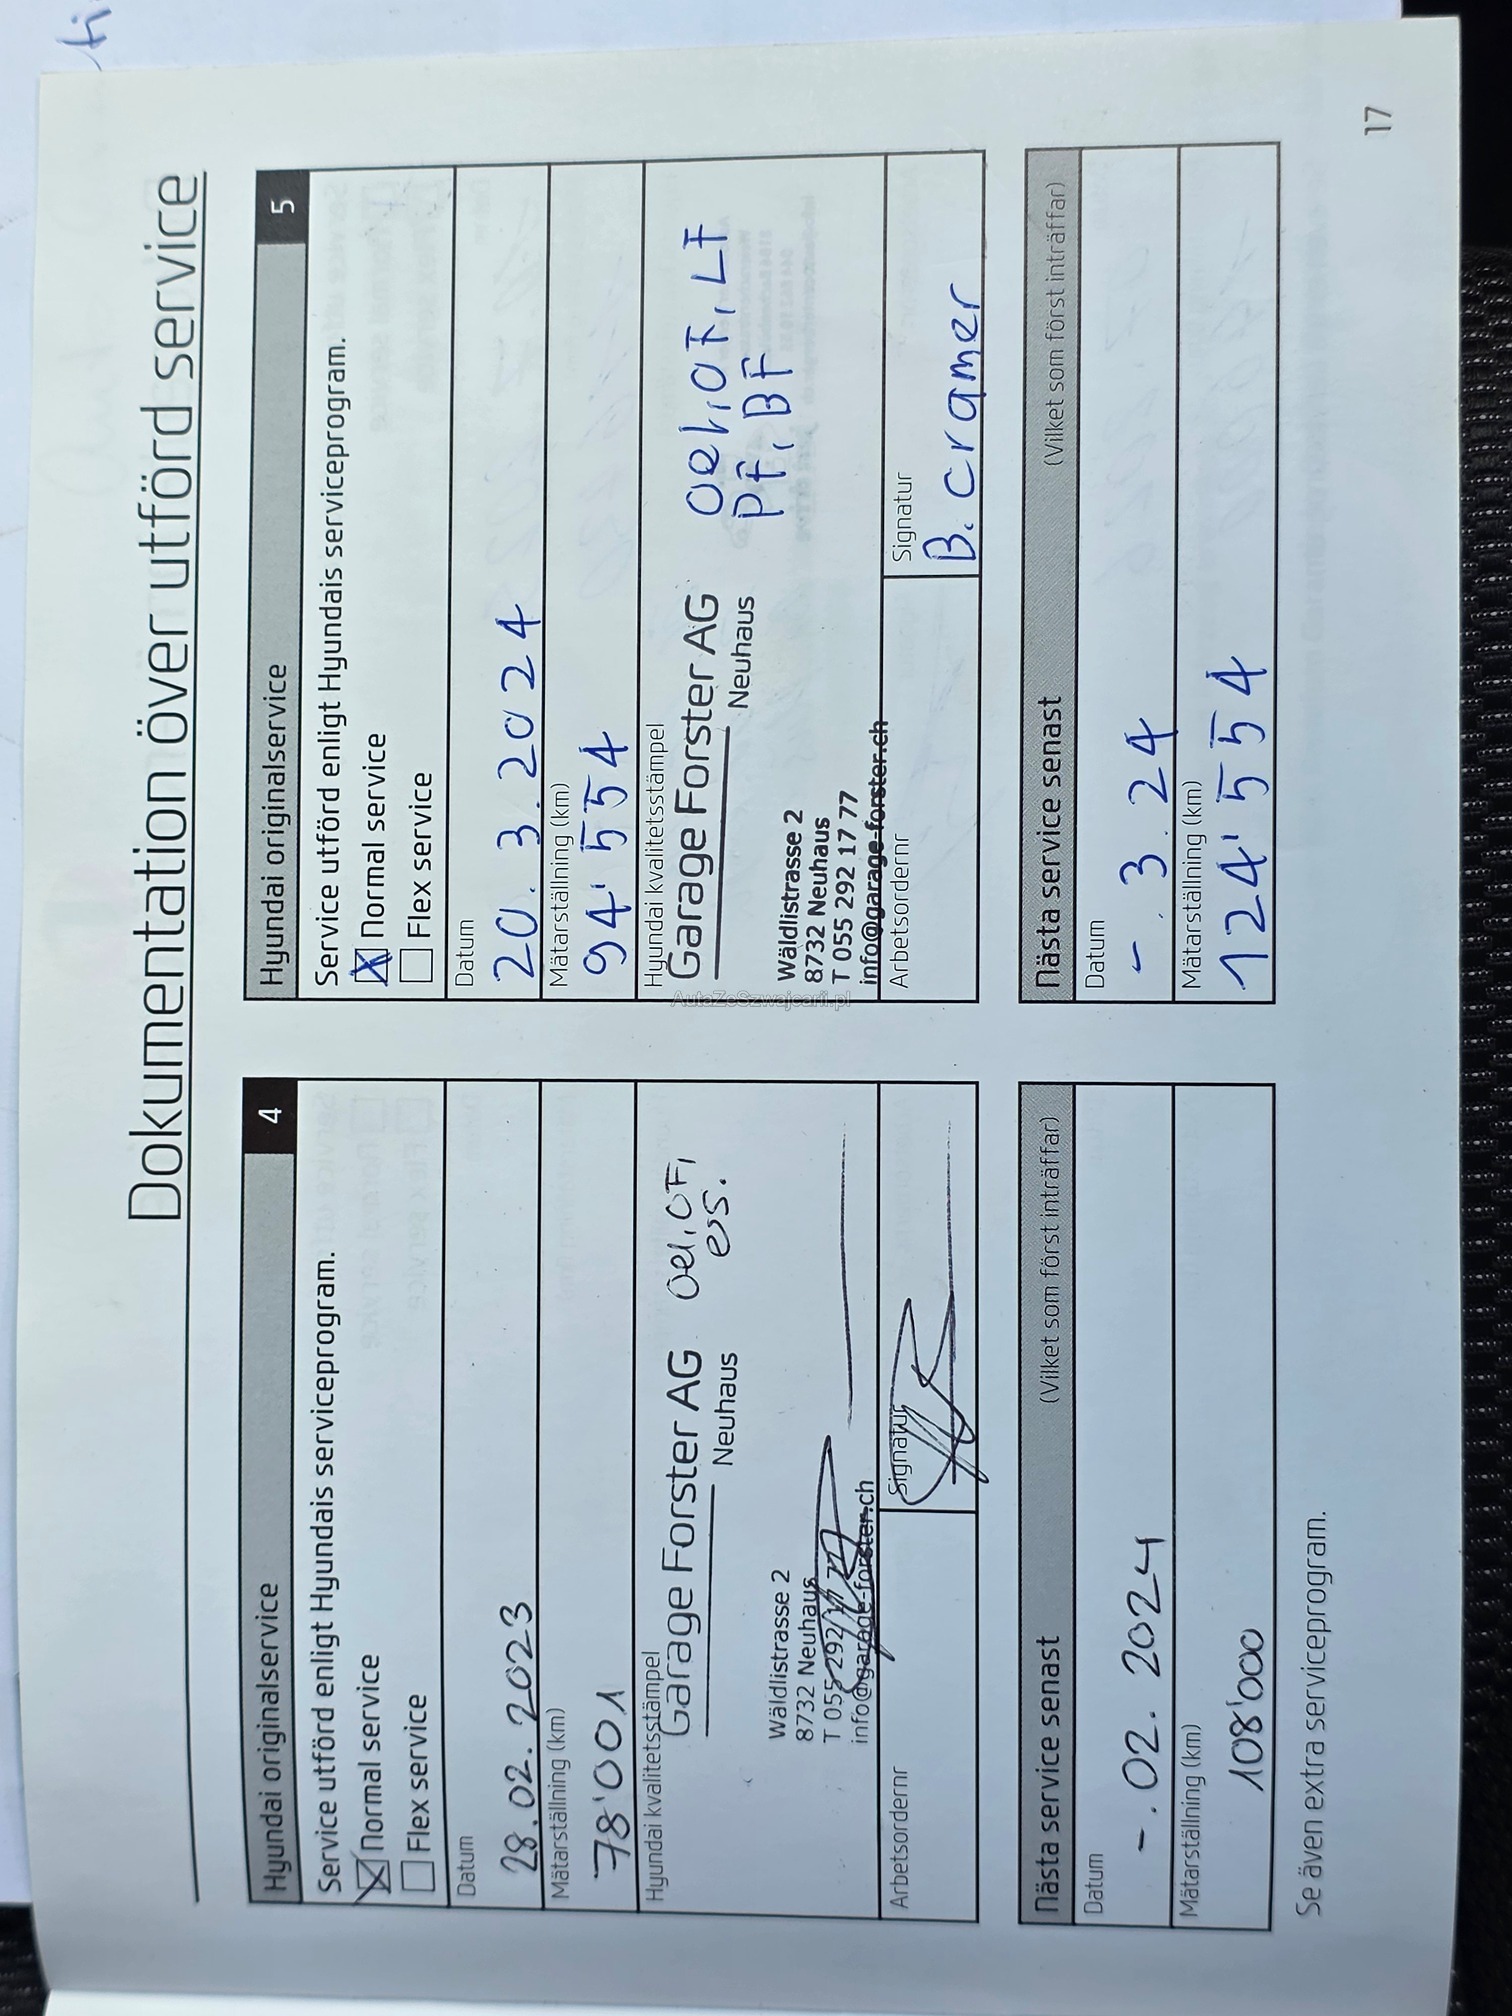 Dokumentation över utförd service
Hyundai originalservice 4
Service utförd enligt Hyundais serviceprogram.
Normal service
Flex service
Datum
28.02.2023
Mätarställning (km)
78'001
Hyundai kvalitetsstämpel
Garage Forster AG
Neuhaus
Oel, OF,
es.
Wäldlistrasse 2
8732 Neuhaus
T 055 292 17 77
info@garage-forster.ch
Arbetsordernr
Signatur
Nästa service senast (Vilket som först inträffar)
Datum
-.02.2024
Mätarställning (km)
108'000
Se även extra serviceprogram.
Hyundai originalservice 5
Service utförd enligt Hyundais serviceprogram.
Normal service
Flex service
Datum
20.3.2024
Mätarställning (km)
94'554
Hyundai kvalitetsstämpel
Garage Forster AG
Neuhaus
Oel, OF, LF
PF, BF
Wäldlistrasse 2
8732 Neuhaus
T 055 292 17 77
info@garage-forster.ch
Arbetsordernr
Signatur
B. Cramer
Nästa service senast (Vilket som först inträffar)
Datum
-.3.24
Mätarställning (km)
124'554
17
AutaZeSzwajcarii.pl